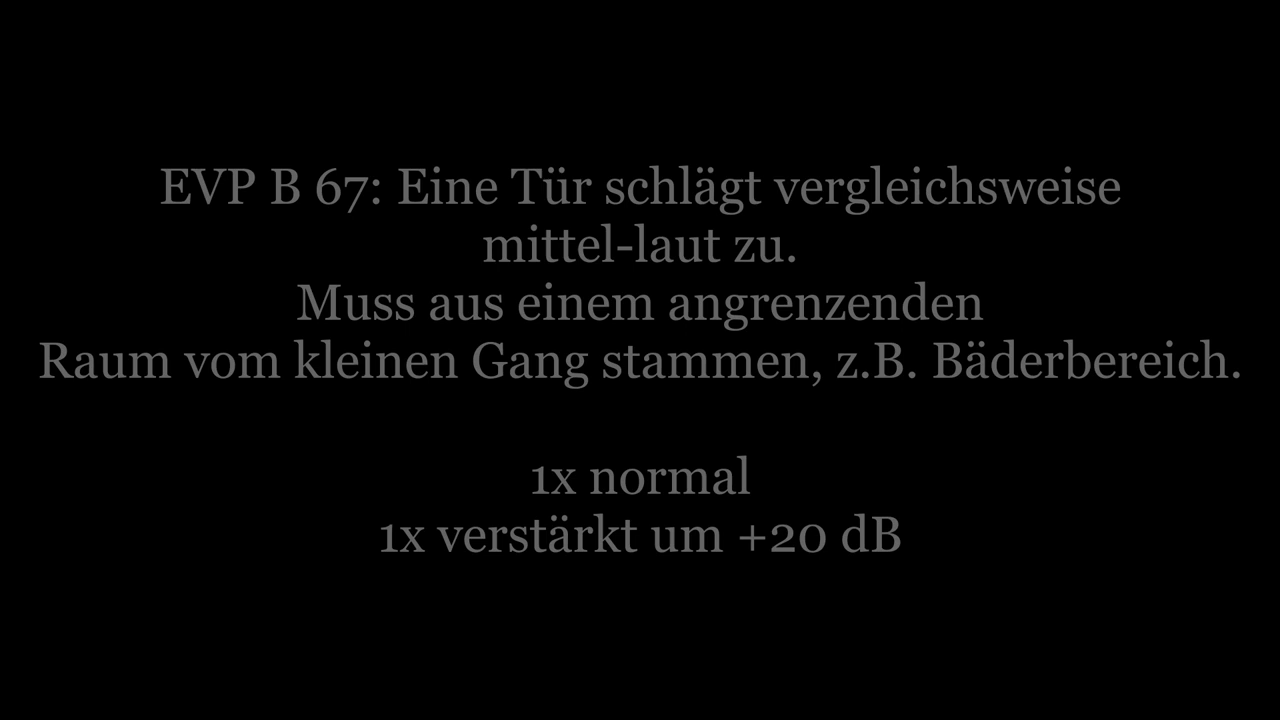 EVP B 67: Eine Tür schlägt vergleichsweise
mittel-laut zu.
Muss aus einem angrenzenden
Raum vom kleinen Gang stammen, z.B. Bäderbereich.
1x normal
1x verstärkt um +20 dB